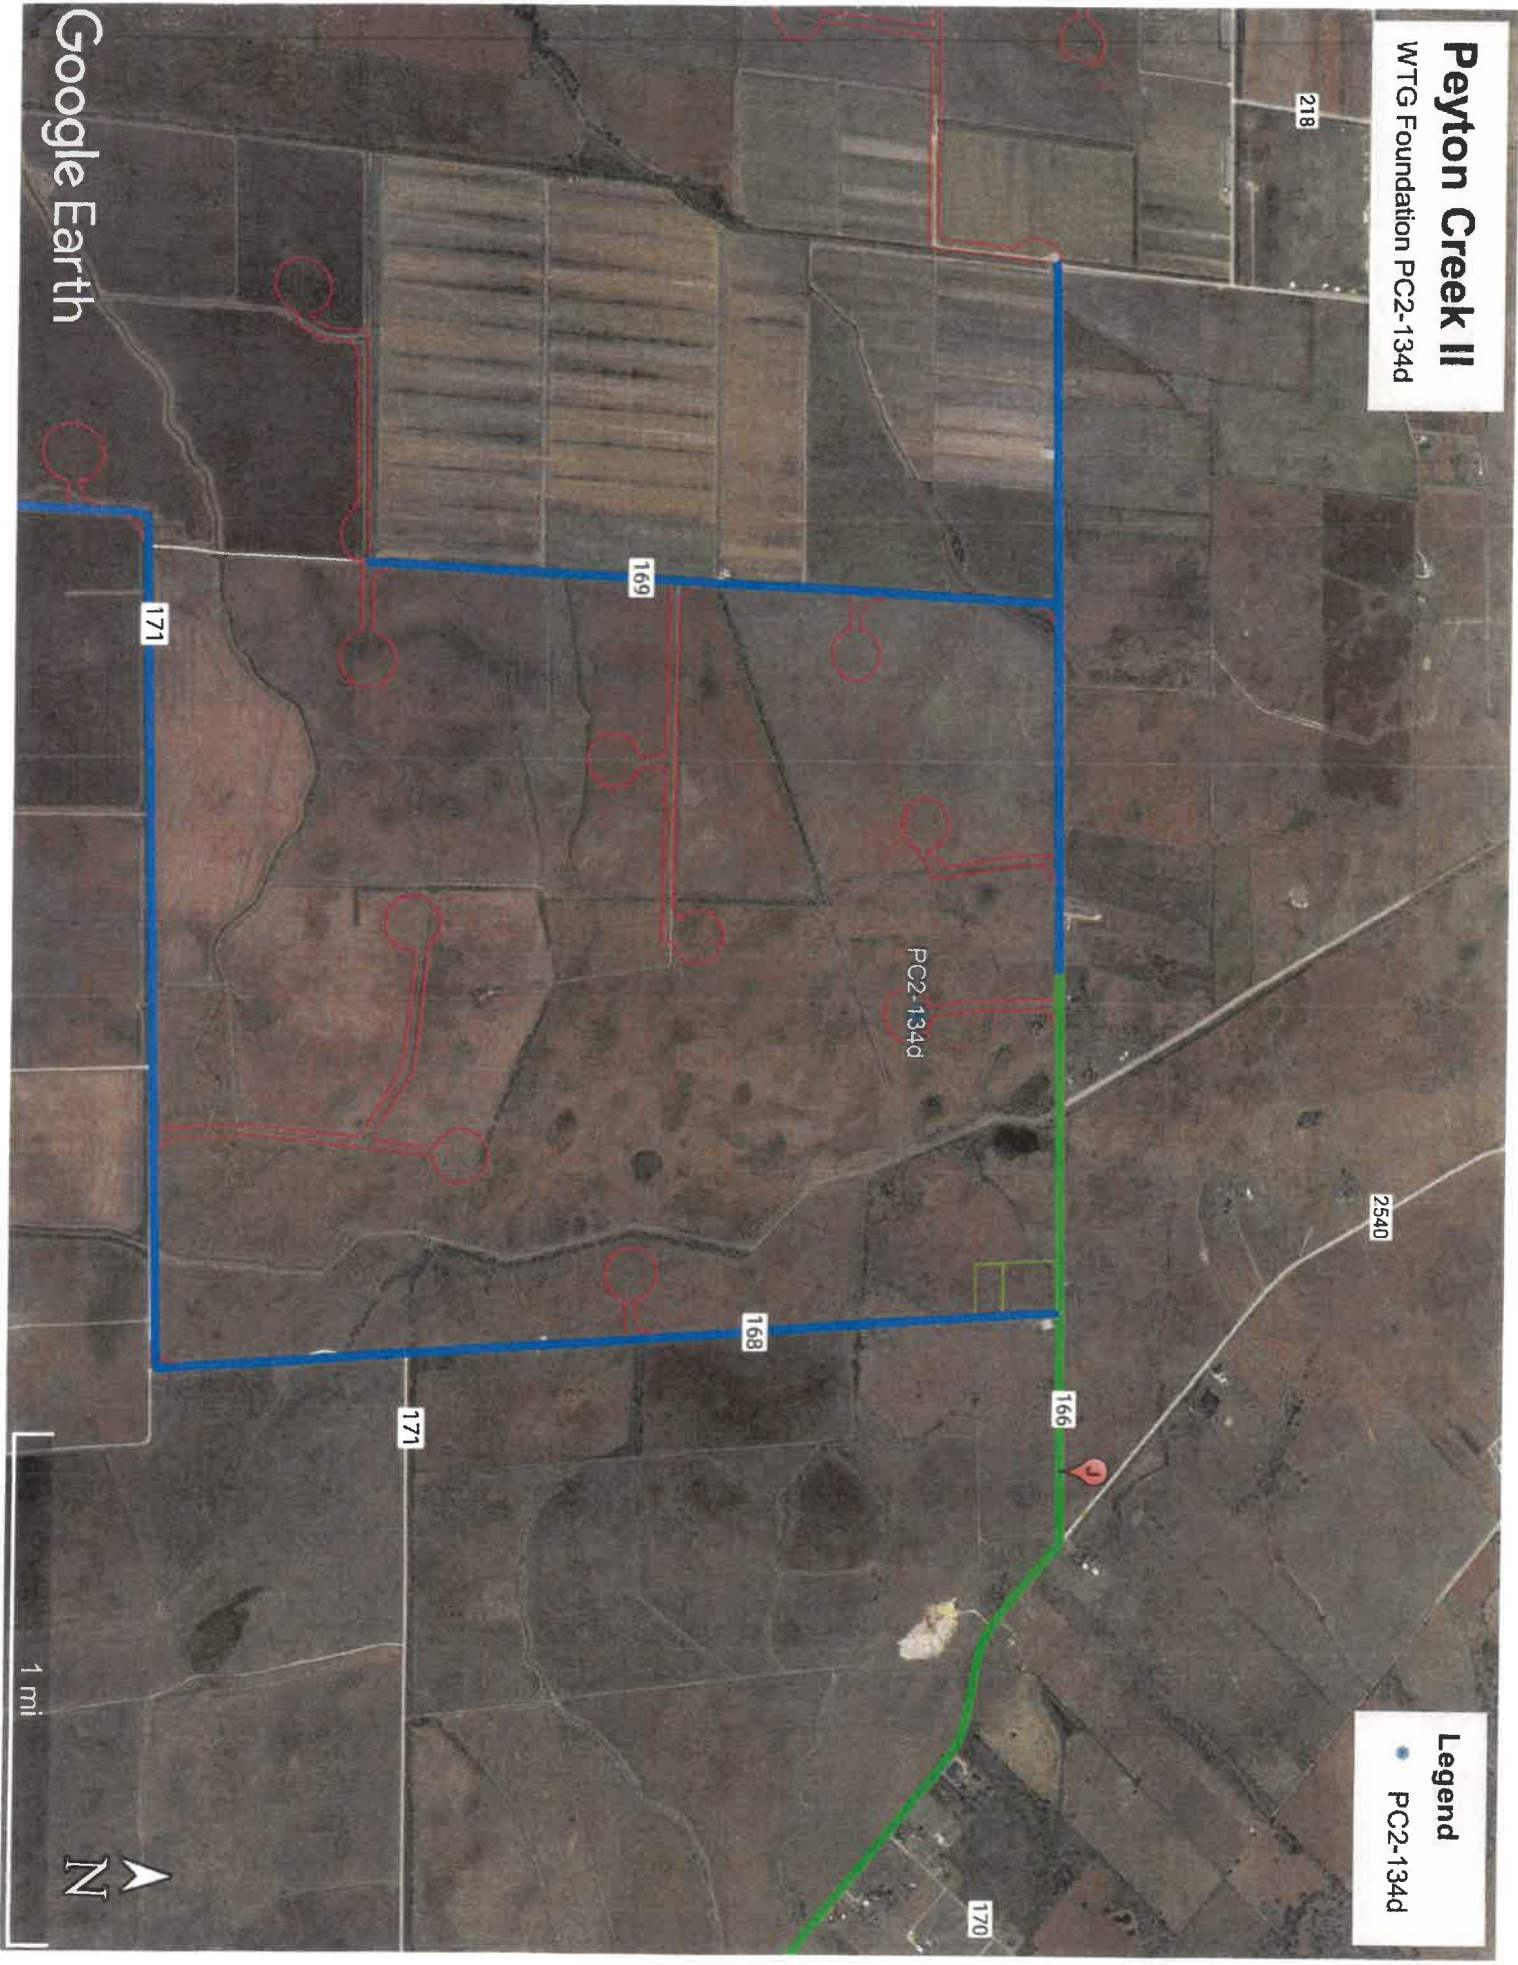 Peyton Creek II
WTG Foundation PC2-134d
Legend
PC2-134d
218
2540
166
J
170
PC2-134d
169
168
171
171
Google Earth
1 mi
N